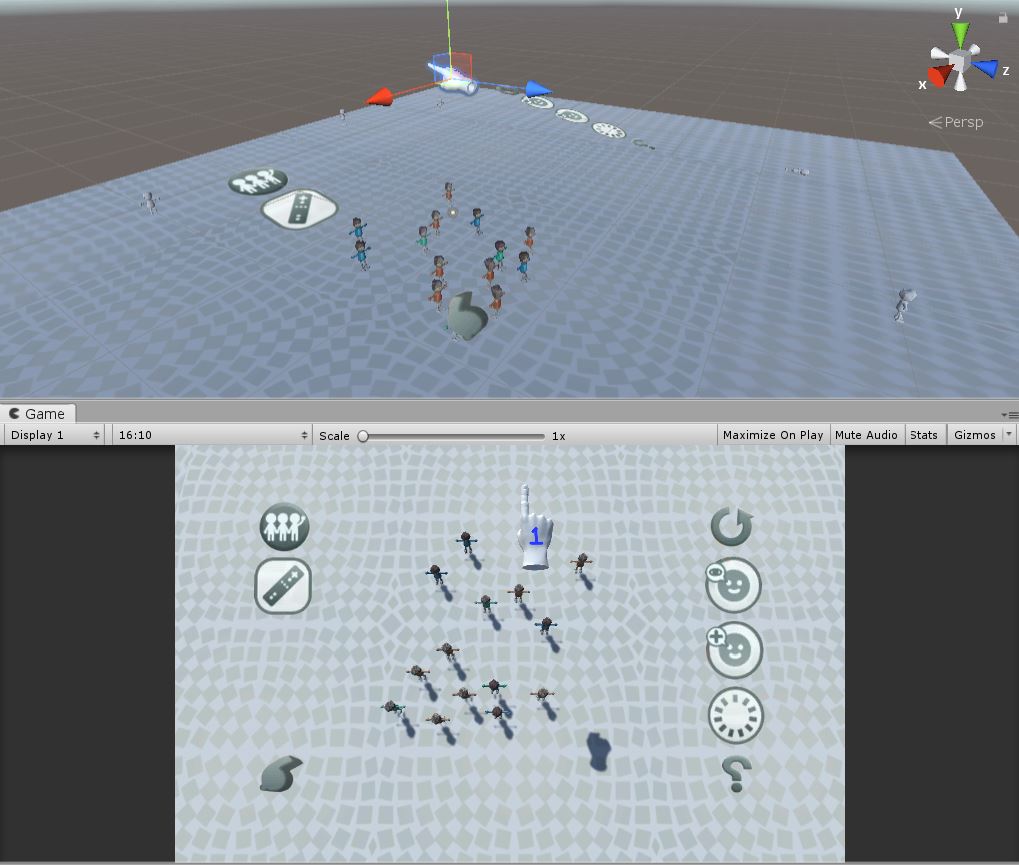 y
x
z
Persp
Game
Display 1
16:10
Scale
1x
Maximize On Play
Mute Audio
Stats
Gizmos
1
?